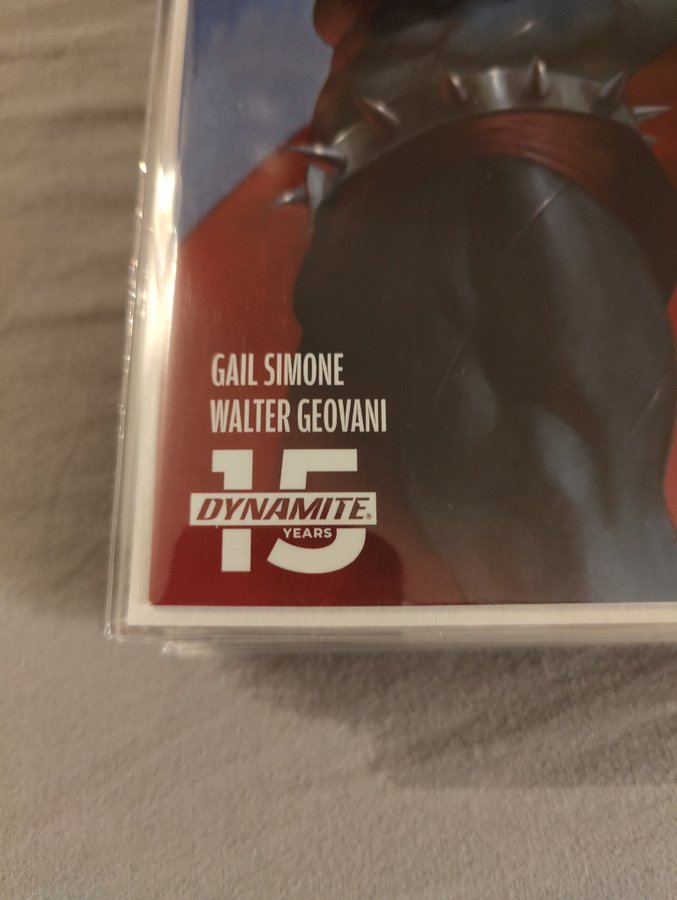 GAIL SIMONE
WALTER GEOVANI
15
DYNAMITE®
YEARS